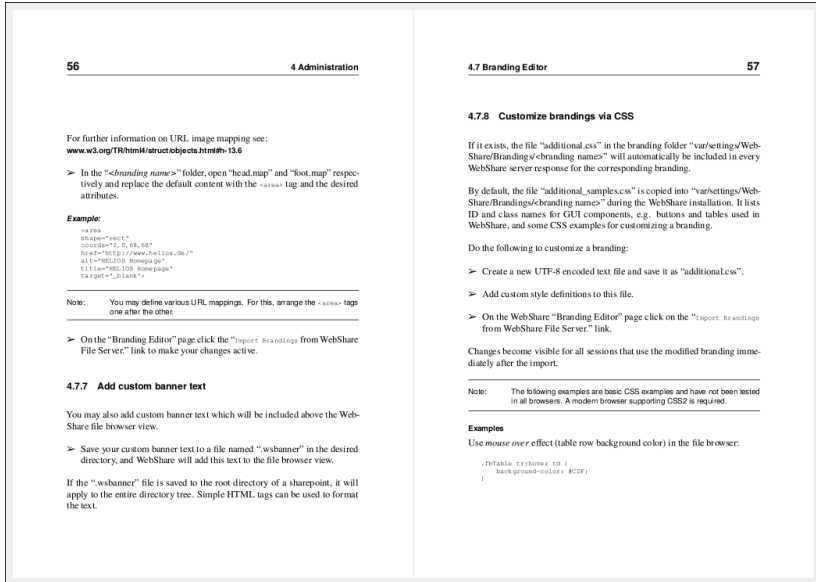 56
4 Administration
For further information on URL image mapping see:
www.w3.org/TR/html4/struct/objects.html#h-13.6
➢ In the “<branding name>” folder, open “head.map” and “foot.map” respec-
tively and replace the default content with the <area> tag and the desired
attributes.
Example:
<area
shape="rect"
coords="0,0,68,68"
href="http://www.helios.de/"
alt="HELIOS Homepage"
title="HELIOS Homepage"
target="_blank">
Note: You may define various URL mappings. For this, arrange the <area> tags
one after the other.
➢ On the “Branding Editor” page click the “Import Brandings from WebShare
File Server.” link to make your changes active.
4.7.7 Add custom banner text
You may also add custom banner text which will be included above the Web-
Share file browser view.
➢ Save your custom banner text to a file named “.wsbanner” in the desired
directory, and WebShare will add this text to the file browser view.
If the “.wsbanner” file is saved to the root directory of a sharepoint, it will
apply to the entire directory tree. Simple HTML tags can be used to format
the text.
4.7 Branding Editor
57
4.7.8 Customize brandings via CSS
If it exists, the file “additional.css” in the branding folder “var/settings/Web-
Share/Brandings/<branding name>” will automatically be included in every
WebShare server response for the corresponding branding.
By default, the file “additional_samples.css” is copied into “var/settings/Web-
Share/Brandings/<branding name>” during the WebShare installation. It lists
ID and class names for GUI components, e.g. buttons and tables used in
WebShare, and some CSS examples for customizing a branding.
Do the following to customize a branding:
➢ Create a new UTF-8 encoded text file and save it as “additional.css”.
➢ Add custom style definitions to this file.
➢ On the WebShare “Branding Editor” page click on the “Import Brandings
from WebShare File Server.” link.
Changes become visible for all sessions that use the modified branding imme-
diately after the import.
Note: The following examples are basic CSS examples and have not been tested
in all browsers. A modern browser supporting CSS2 is required.
Examples
Use mouse over effect (table row background color) in the file browser:
.fbTable tr:hover td {
background-color: #CDF;
}